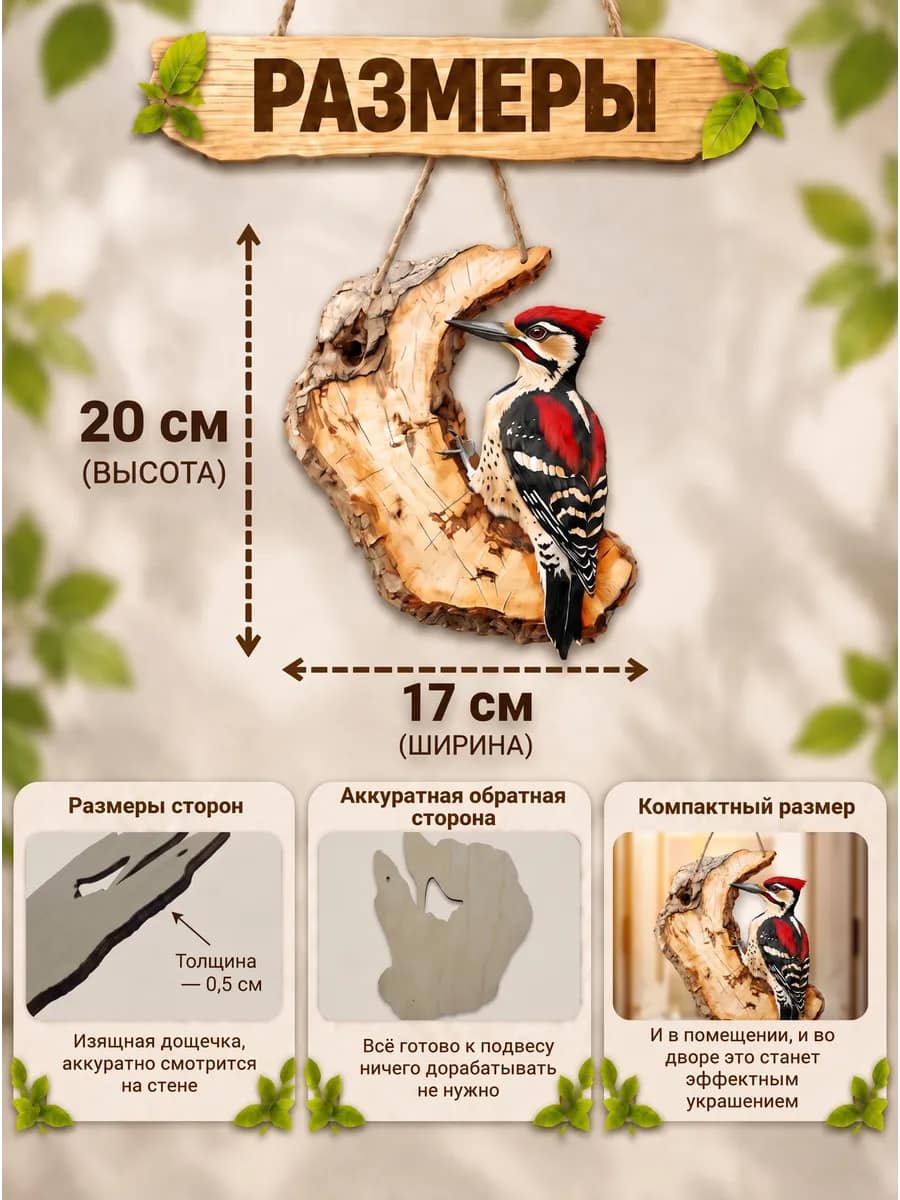 РАЗМЕРЫ
20 см
(ВЫСОТА)
17 см
(ШИРИНА)
Размеры сторон
Толщина
— 0,5 см
Изящная дощечка,
аккуратно смотрится
на стене
Аккуратная обратная
сторона
Всё готово к подвесу
ничего дорабатывать
не нужно
Компактный размер
И в помещении, и во
дворе это станет
эффектным
украшением